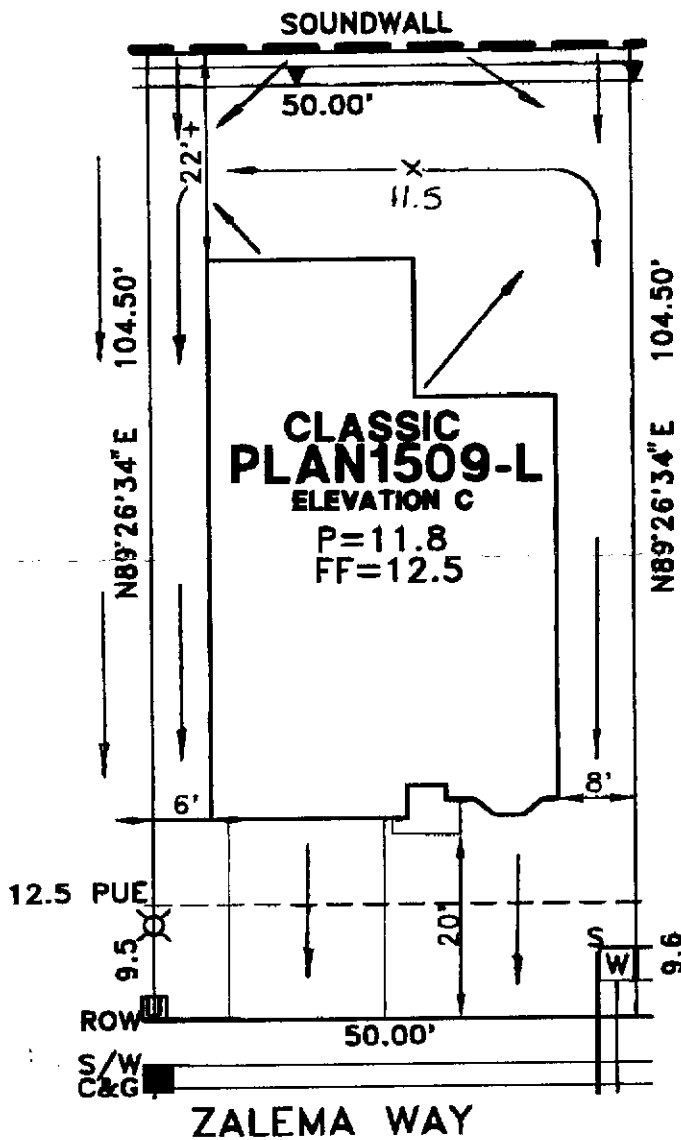 SOUNDWALL
50.00'
22'+
X
11.5
104.50'
104.50'
CLASSIC
PLAN1509-L
ELEVATION C
P=11.8
FF=12.5
N89°26'34"E
N89°26'34"E
6'
8'
12.5 PUE
20'
9.5
S
W
9.6
ROW
50.00'
S/W
C&G
ZALEMA WAY